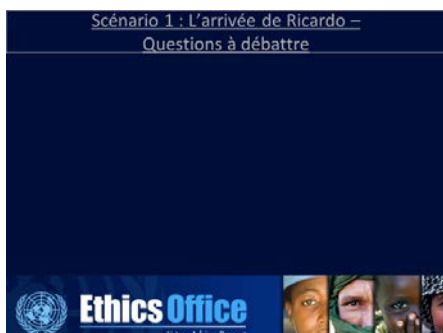 Scénario 1 : L'arrivée de Ricardo –
Questions à débattre
Ethics Office